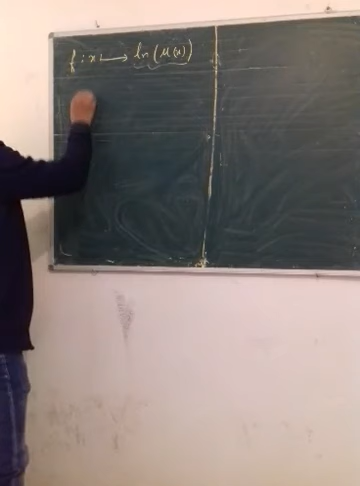 f : x ⟼ ln (u(x))